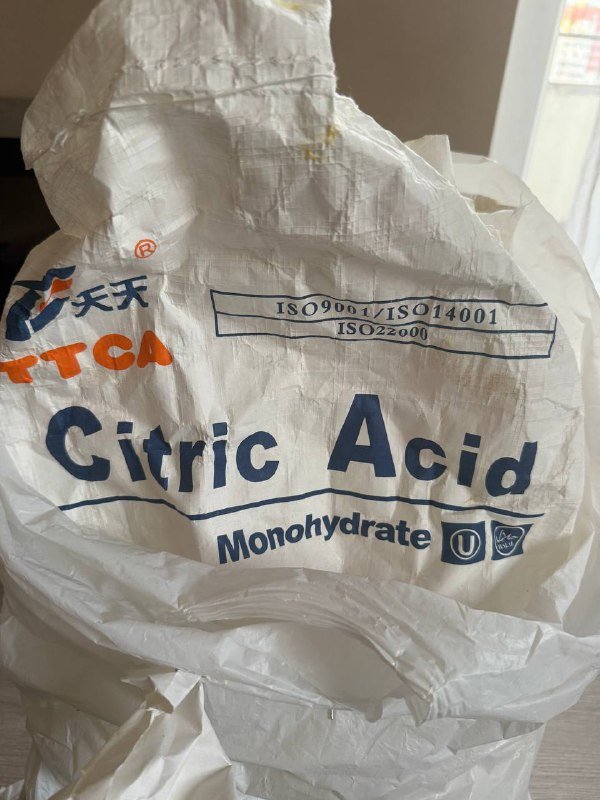 ®
天天
TTCA
ISO9001/ISO14001
ISO22000
Citric Acid
Monohydrate U